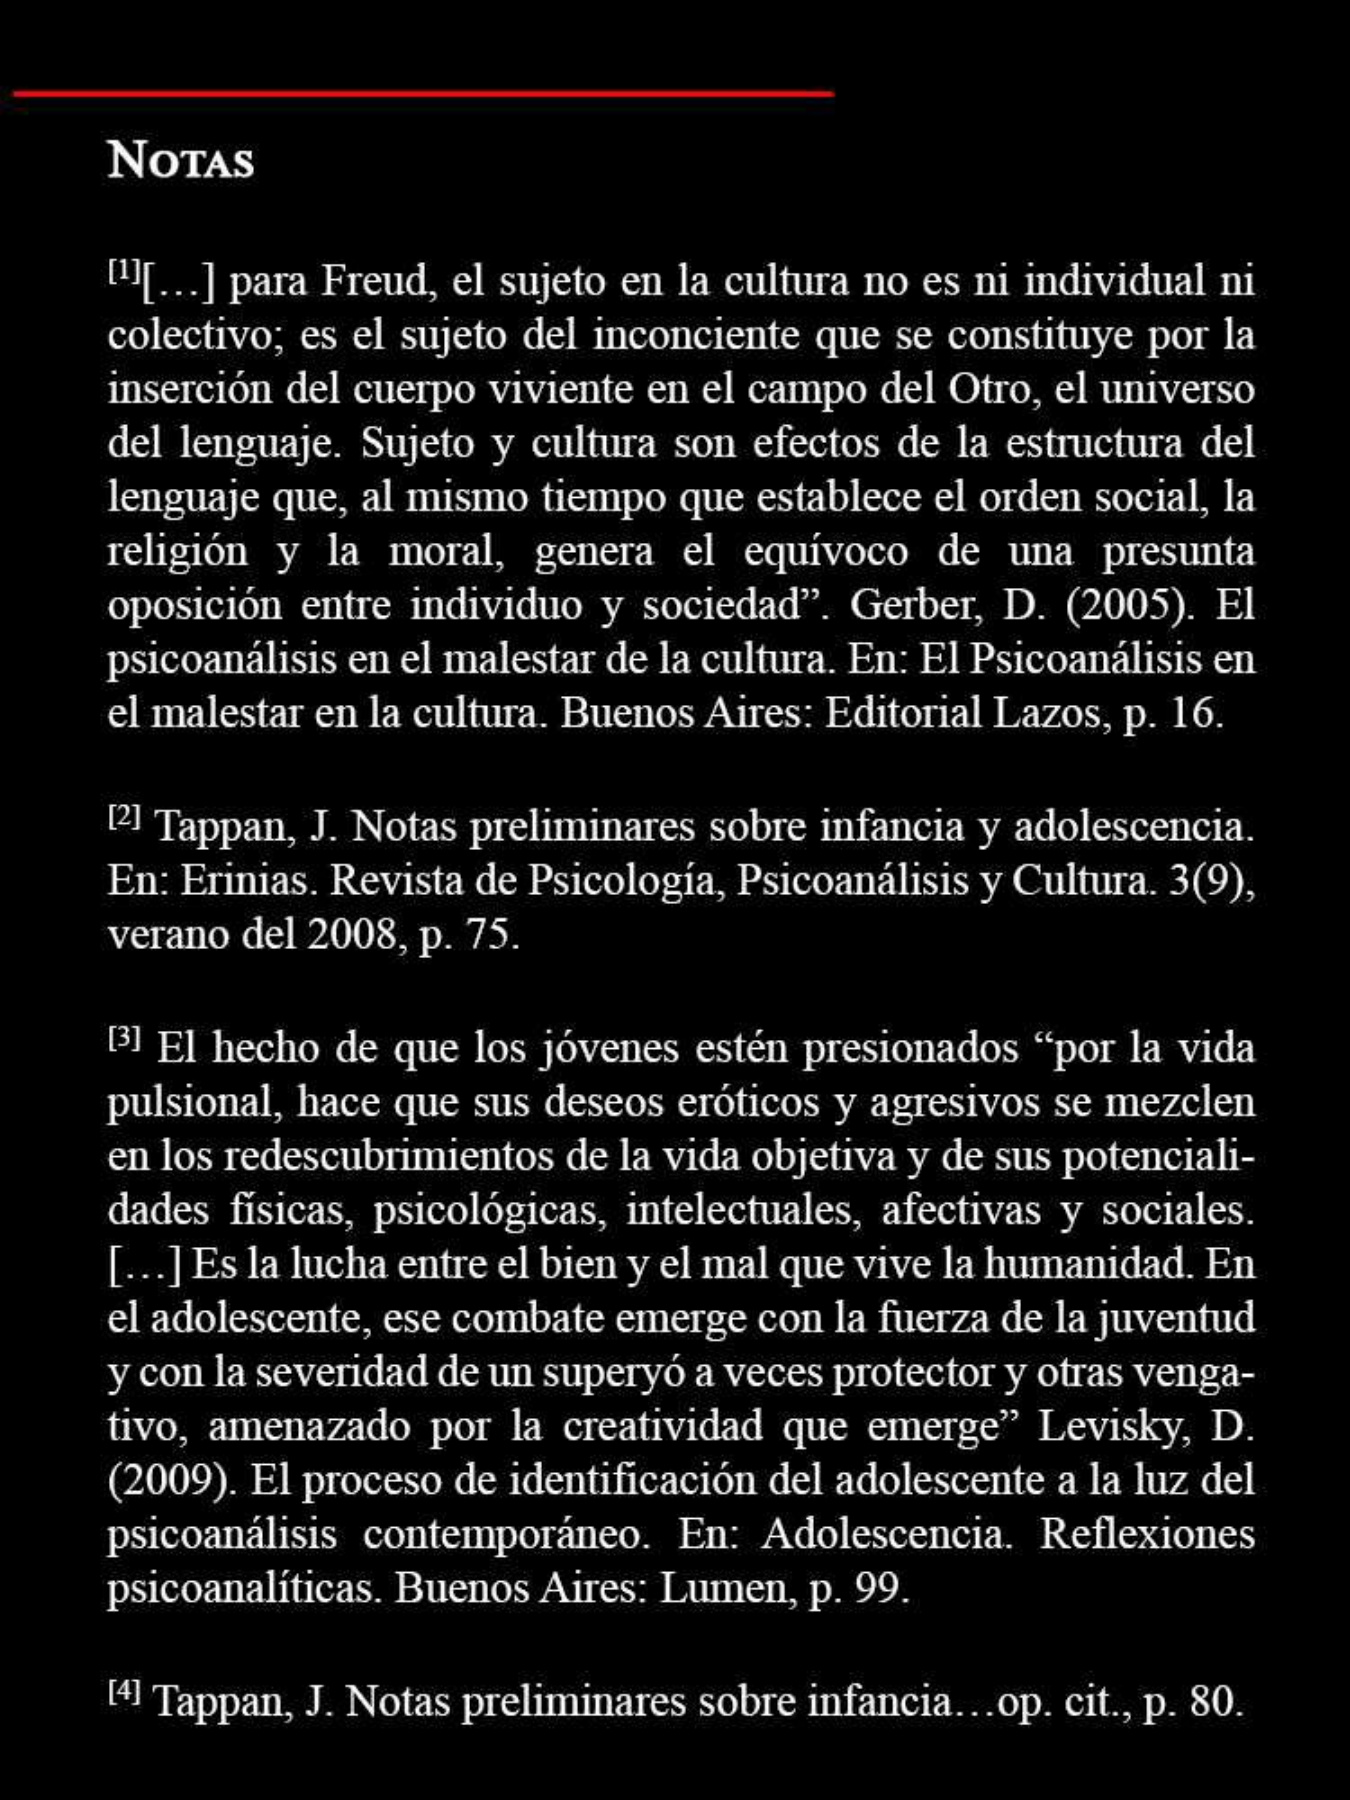 NOTAS
[1][…] para Freud, el sujeto en la cultura no es ni individual ni
colectivo; es el sujeto del inconciente que se constituye por la
inserción del cuerpo viviente en el campo del Otro, el universo
del lenguaje. Sujeto y cultura son efectos de la estructura del
lenguaje que, al mismo tiempo que establece el orden social, la
religión y la moral, genera el equívoco de una presunta
oposición entre individuo y sociedad”. Gerber, D. (2005). El
psicoanálisis en el malestar de la cultura. En: El Psicoanálisis en
el malestar en la cultura. Buenos Aires: Editorial Lazos, p. 16.
[2] Tappan, J. Notas preliminares sobre infancia y adolescencia.
En: Erinias. Revista de Psicología, Psicoanálisis y Cultura. 3(9),
verano del 2008, p. 75.
[3] El hecho de que los jóvenes estén presionados “por la vida
pulsional, hace que sus deseos eróticos y agresivos se mezclen
en los redescubrimientos de la vida objetiva y de sus potenciali-
dades físicas, psicológicas, intelectuales, afectivas y sociales.
[…] Es la lucha entre el bien y el mal que vive la humanidad. En
el adolescente, ese combate emerge con la fuerza de la juventud
y con la severidad de un superyó a veces protector y otras venga-
tivo, amenazado por la creatividad que emerge” Levisky, D.
(2009). El proceso de identificación del adolescente a la luz del
psicoanálisis contemporáneo. En: Adolescencia. Reflexiones
psicoanalíticas. Buenos Aires: Lumen, p. 99.
[4] Tappan, J. Notas preliminares sobre infancia…op. cit., p. 80.